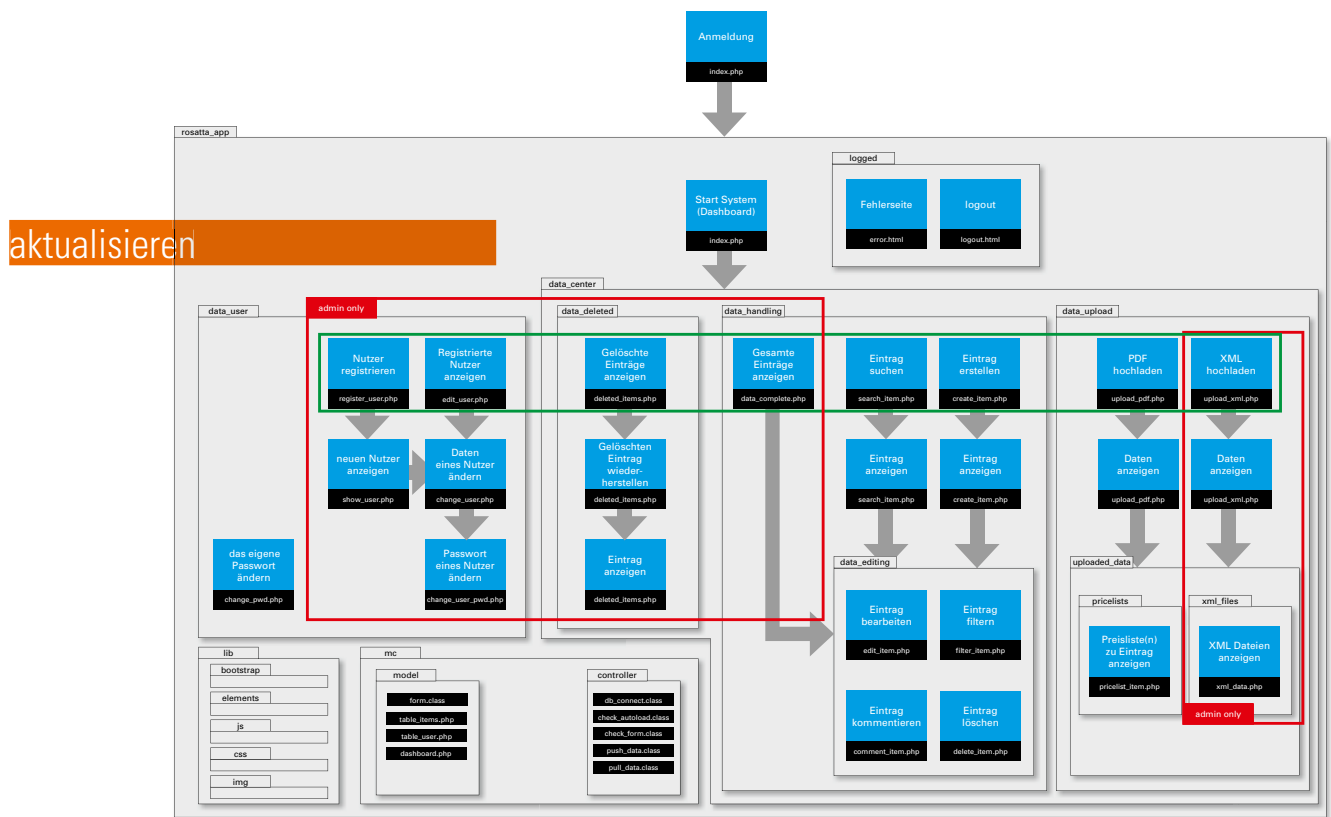 Anmeldung
index.php
rosatta_app
logged
Start System
(Dashboard)
index.php
Fehlerseite
error.html
logout
logout.html
aktualisieren
data_center
data_user
admin only
data_deleted
data_handling
data_upload
Nutzer
registrieren
register_user.php
Registrierte
Nutzer
anzeigen
edit_user.php
Gelöschte
Einträge
anzeigen
deleted_items.php
Gesamte
Einträge
anzeigen
data_complete.php
Eintrag
suchen
search_item.php
Eintrag
erstellen
create_item.php
PDF
hochladen
upload_pdf.php
XML
hochladen
upload_xml.php
neuen Nutzer
anzeigen
show_user.php
Daten
eines Nutzer
ändern
change_user.php
Gelöschten
Eintrag
wieder-
herstellen
deleted_items.php
Eintrag
anzeigen
search_item.php
Eintrag
anzeigen
create_item.php
Daten
anzeigen
upload_pdf.php
Daten
anzeigen
upload_xml.php
das eigene
Passwort
ändern
change_pwd.php
Passwort
eines Nutzer
ändern
change_user_pwd.php
Eintrag
anzeigen
deleted_items.php
data_editing
uploaded_data
Eintrag
bearbeiten
edit_item.php
Eintrag
filtern
filter_item.php
pricelists
xml_files
Preisliste(n)
zu Eintrag
anzeigen
pricelist_item.php
XML Dateien
anzeigen
xml_data.php
admin only
Eintrag
kommentieren
comment_item.php
Eintrag
löschen
delete_item.php
lib
bootstrap
elements
js
css
img
mc
model
form.class
table_items.php
table_user.php
dashboard.php
controller
db_connect.class
check_autoload.class
check_form.class
push_data.class
pull_data.class